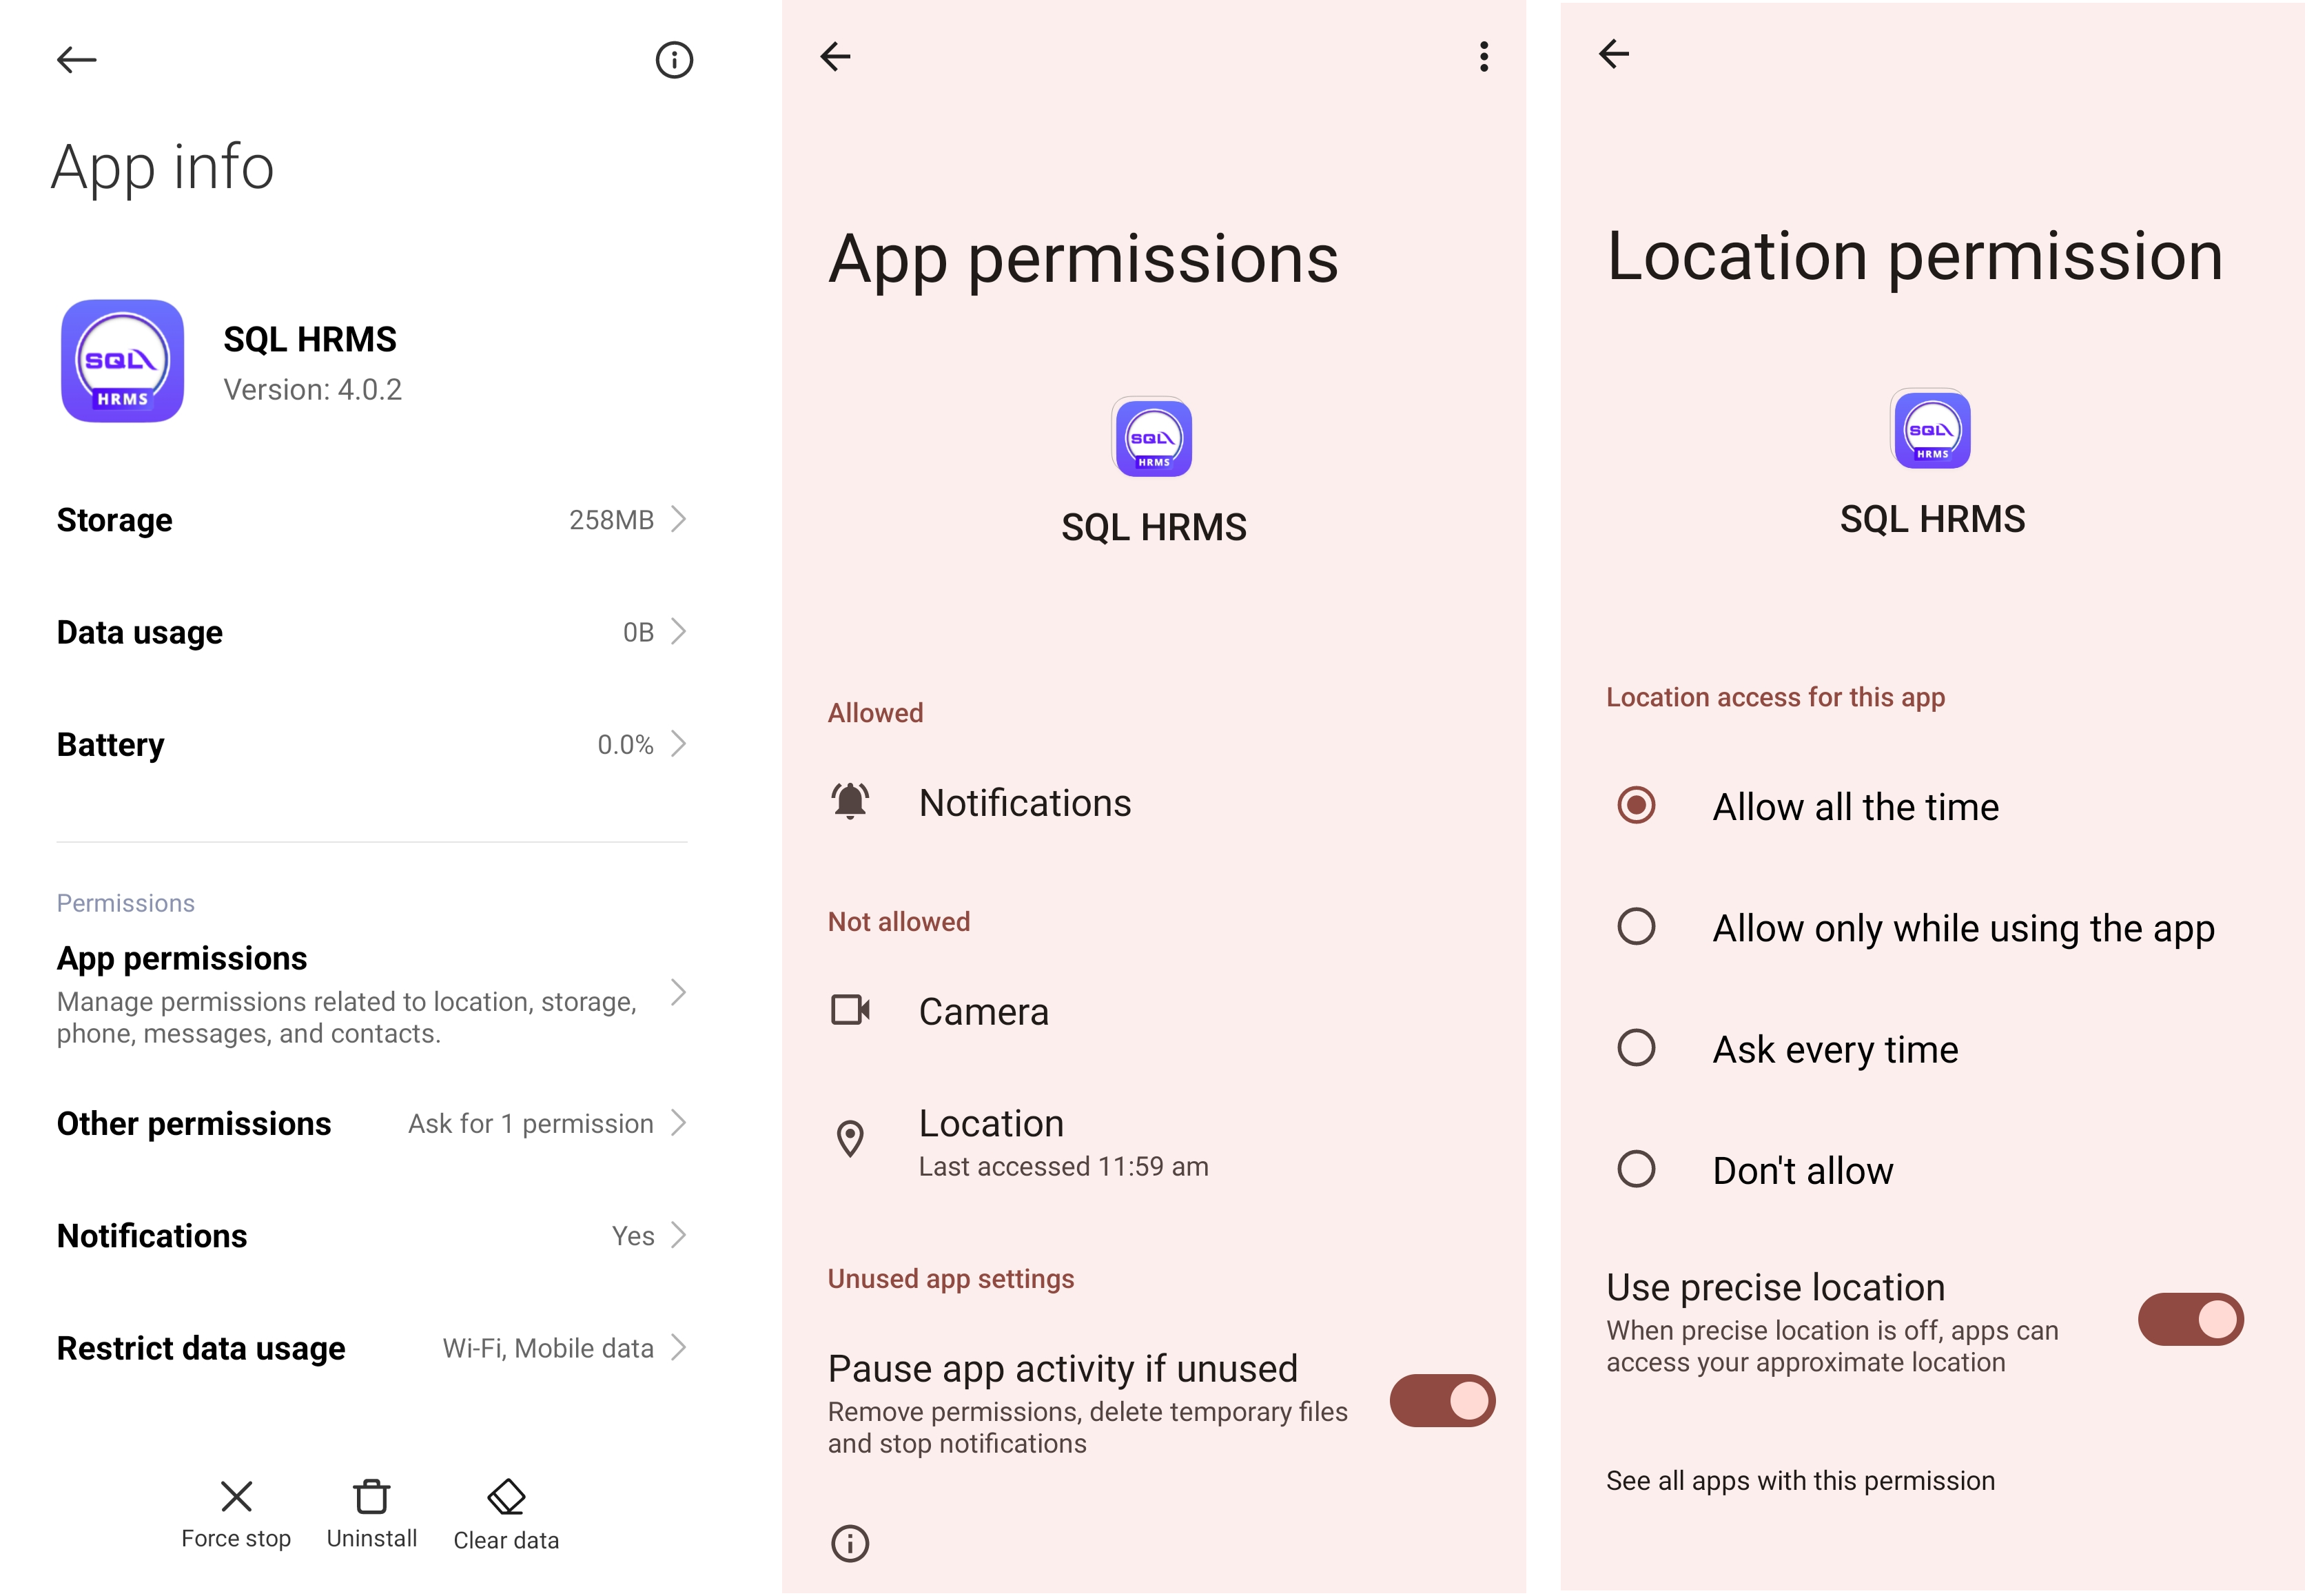 App info
SQL
HRMS
SQL HRMS
Version: 4.0.2
Storage 258MB
Data usage 0B
Battery 0.0%
Permissions
App permissions
Manage permissions related to location, storage,
phone, messages, and contacts.
Other permissions Ask for 1 permission
Notifications Yes
Restrict data usage Wi-Fi, Mobile data
Force stop Uninstall Clear data
App permissions
SQL
HRMS
SQL HRMS
Allowed
Notifications
Not allowed
Camera
Location
Last accessed 11:59 am
Unused app settings
Pause app activity if unused
Remove permissions, delete temporary files
and stop notifications
Location permission
SQL
HRMS
SQL HRMS
Location access for this app
Allow all the time
Allow only while using the app
Ask every time
Don't allow
Use precise location
When precise location is off, apps can
access your approximate location
See all apps with this permission